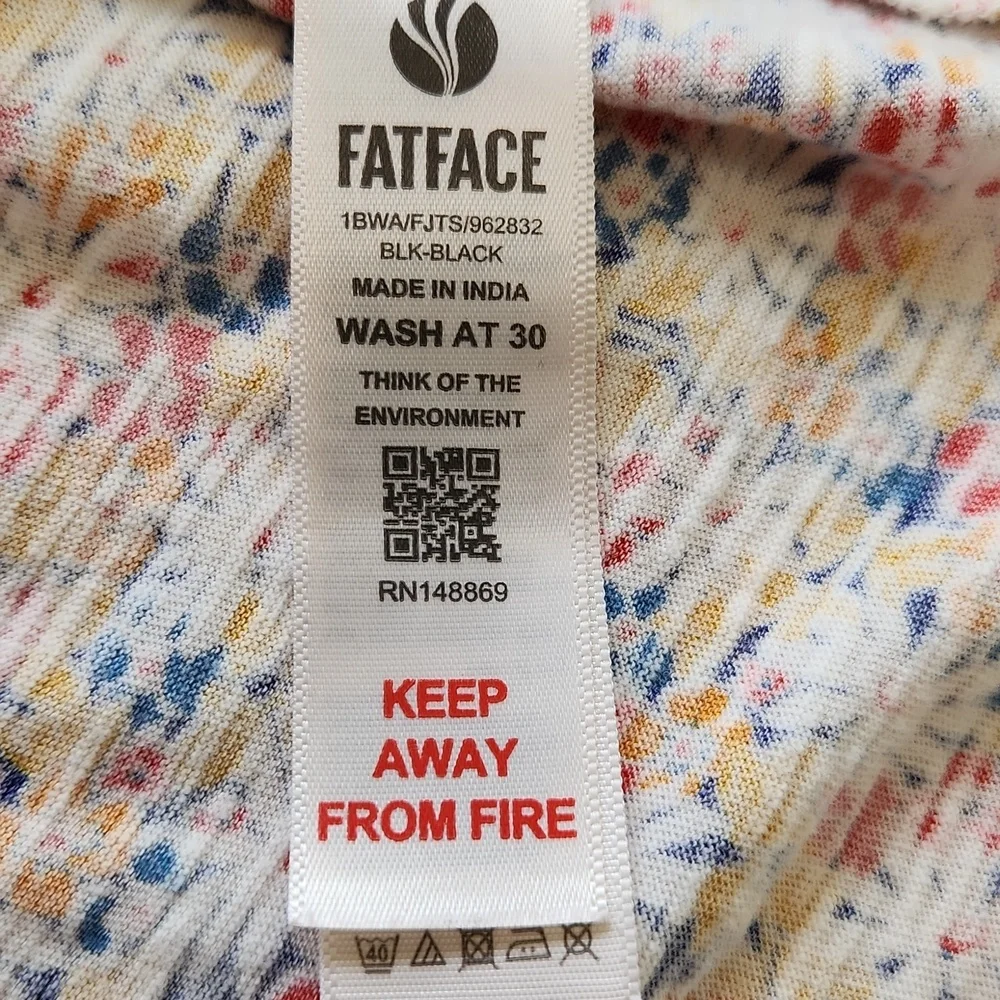 FATFACE
1BWA/FJTS/962832
BLK-BLACK
MADE IN INDIA
WASH AT 30
THINK OF THE
ENVIRONMENT
RN148869
KEEP
AWAY
FROM FIRE
40